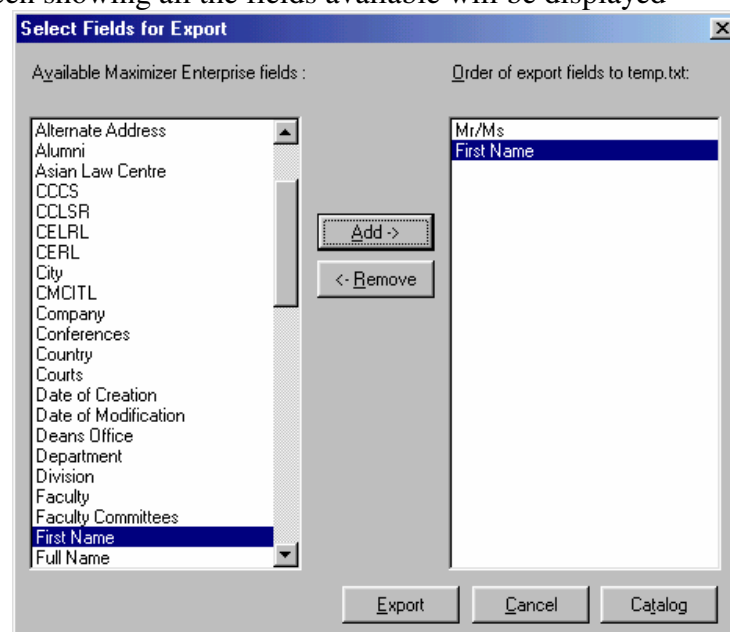 een showing all the fields available will be displayed
Select Fields for Export
Available Maximizer Enterprise fields :
Order of export fields to temp.txt:
Alternate Address
Alumni
Asian Law Centre
CCCS
CCLSR
CELRL
CERL
City
CMCITL
Company
Conferences
Country
Courts
Date of Creation
Date of Modification
Deans Office
Department
Division
Faculty
Faculty Committees
First Name
Full Name
Add ->
<- Remove
Mr/Ms
First Name
Export
Cancel
Catalog